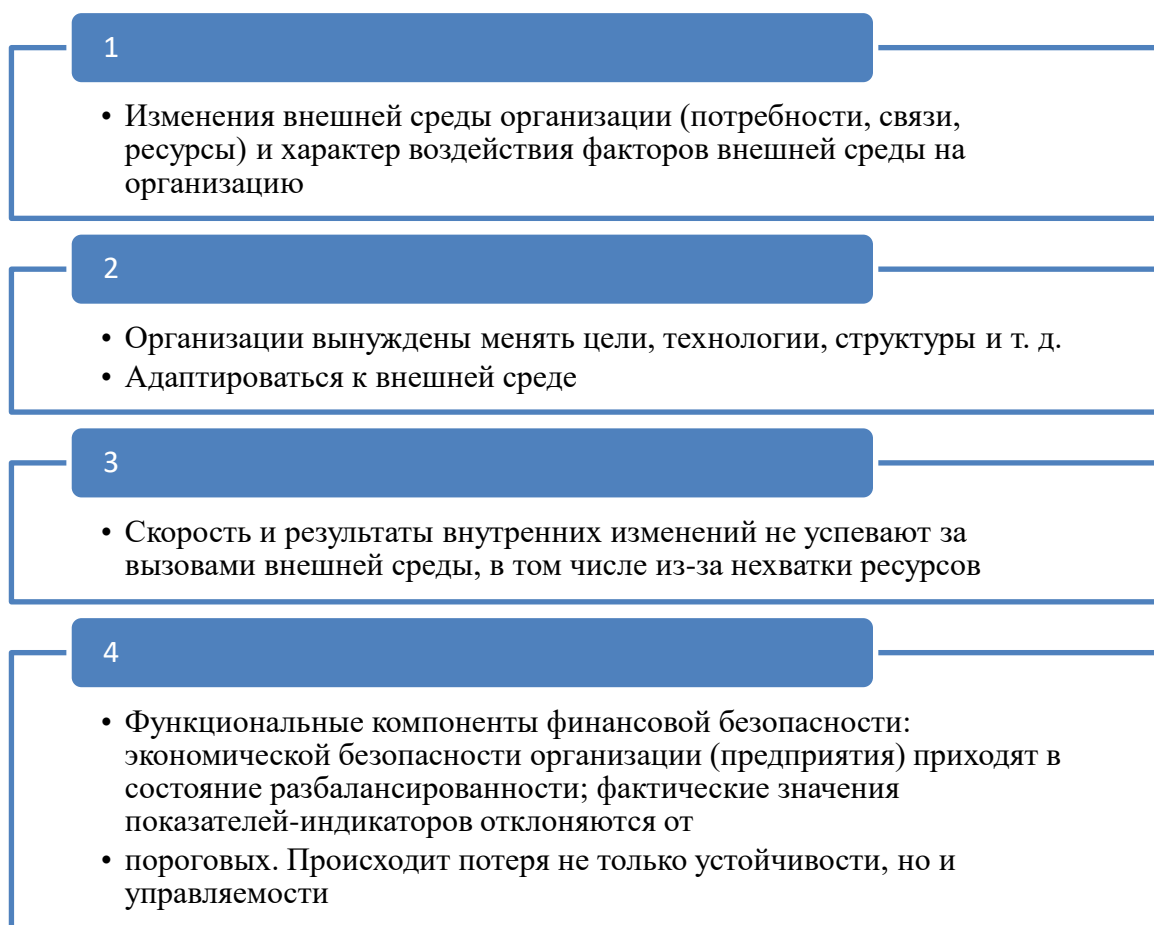 1
• Изменения внешней среды организации (потребности, связи,
ресурсы) и характер воздействия факторов внешней среды на
организацию
2
• Организации вынуждены менять цели, технологии, структуры и т. д.
• Адаптироваться к внешней среде
3
• Скорость и результаты внутренних изменений не успевают за
вызовами внешней среды, в том числе из-за нехватки ресурсов
4
• Функциональные компоненты финансовой безопасности:
экономической безопасности организации (предприятия) приходят в
состояние разбалансированности; фактические значения
показателей-индикаторов отклоняются от
• пороговых. Происходит потеря не только устойчивости, но и
управляемости